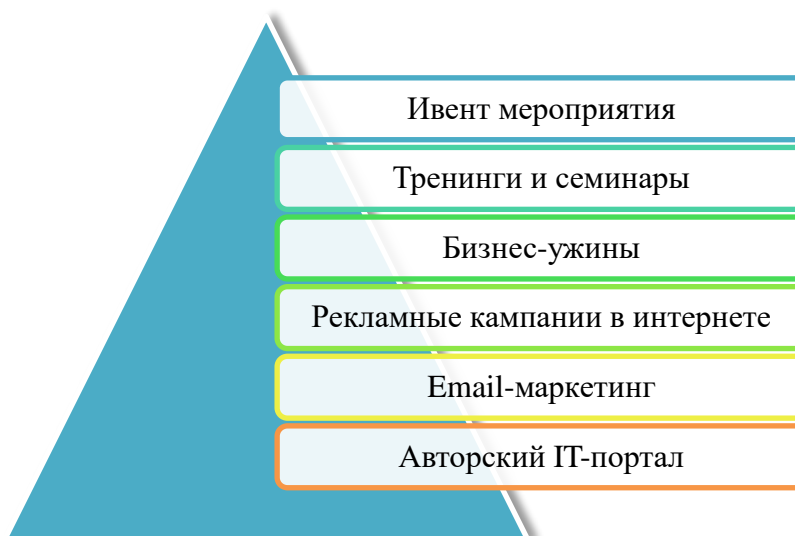 Ивент мероприятия
Тренинги и семинары
Бизнес-ужины
Рекламные кампании в интернете
Email-маркетинг
Авторский IT-портал